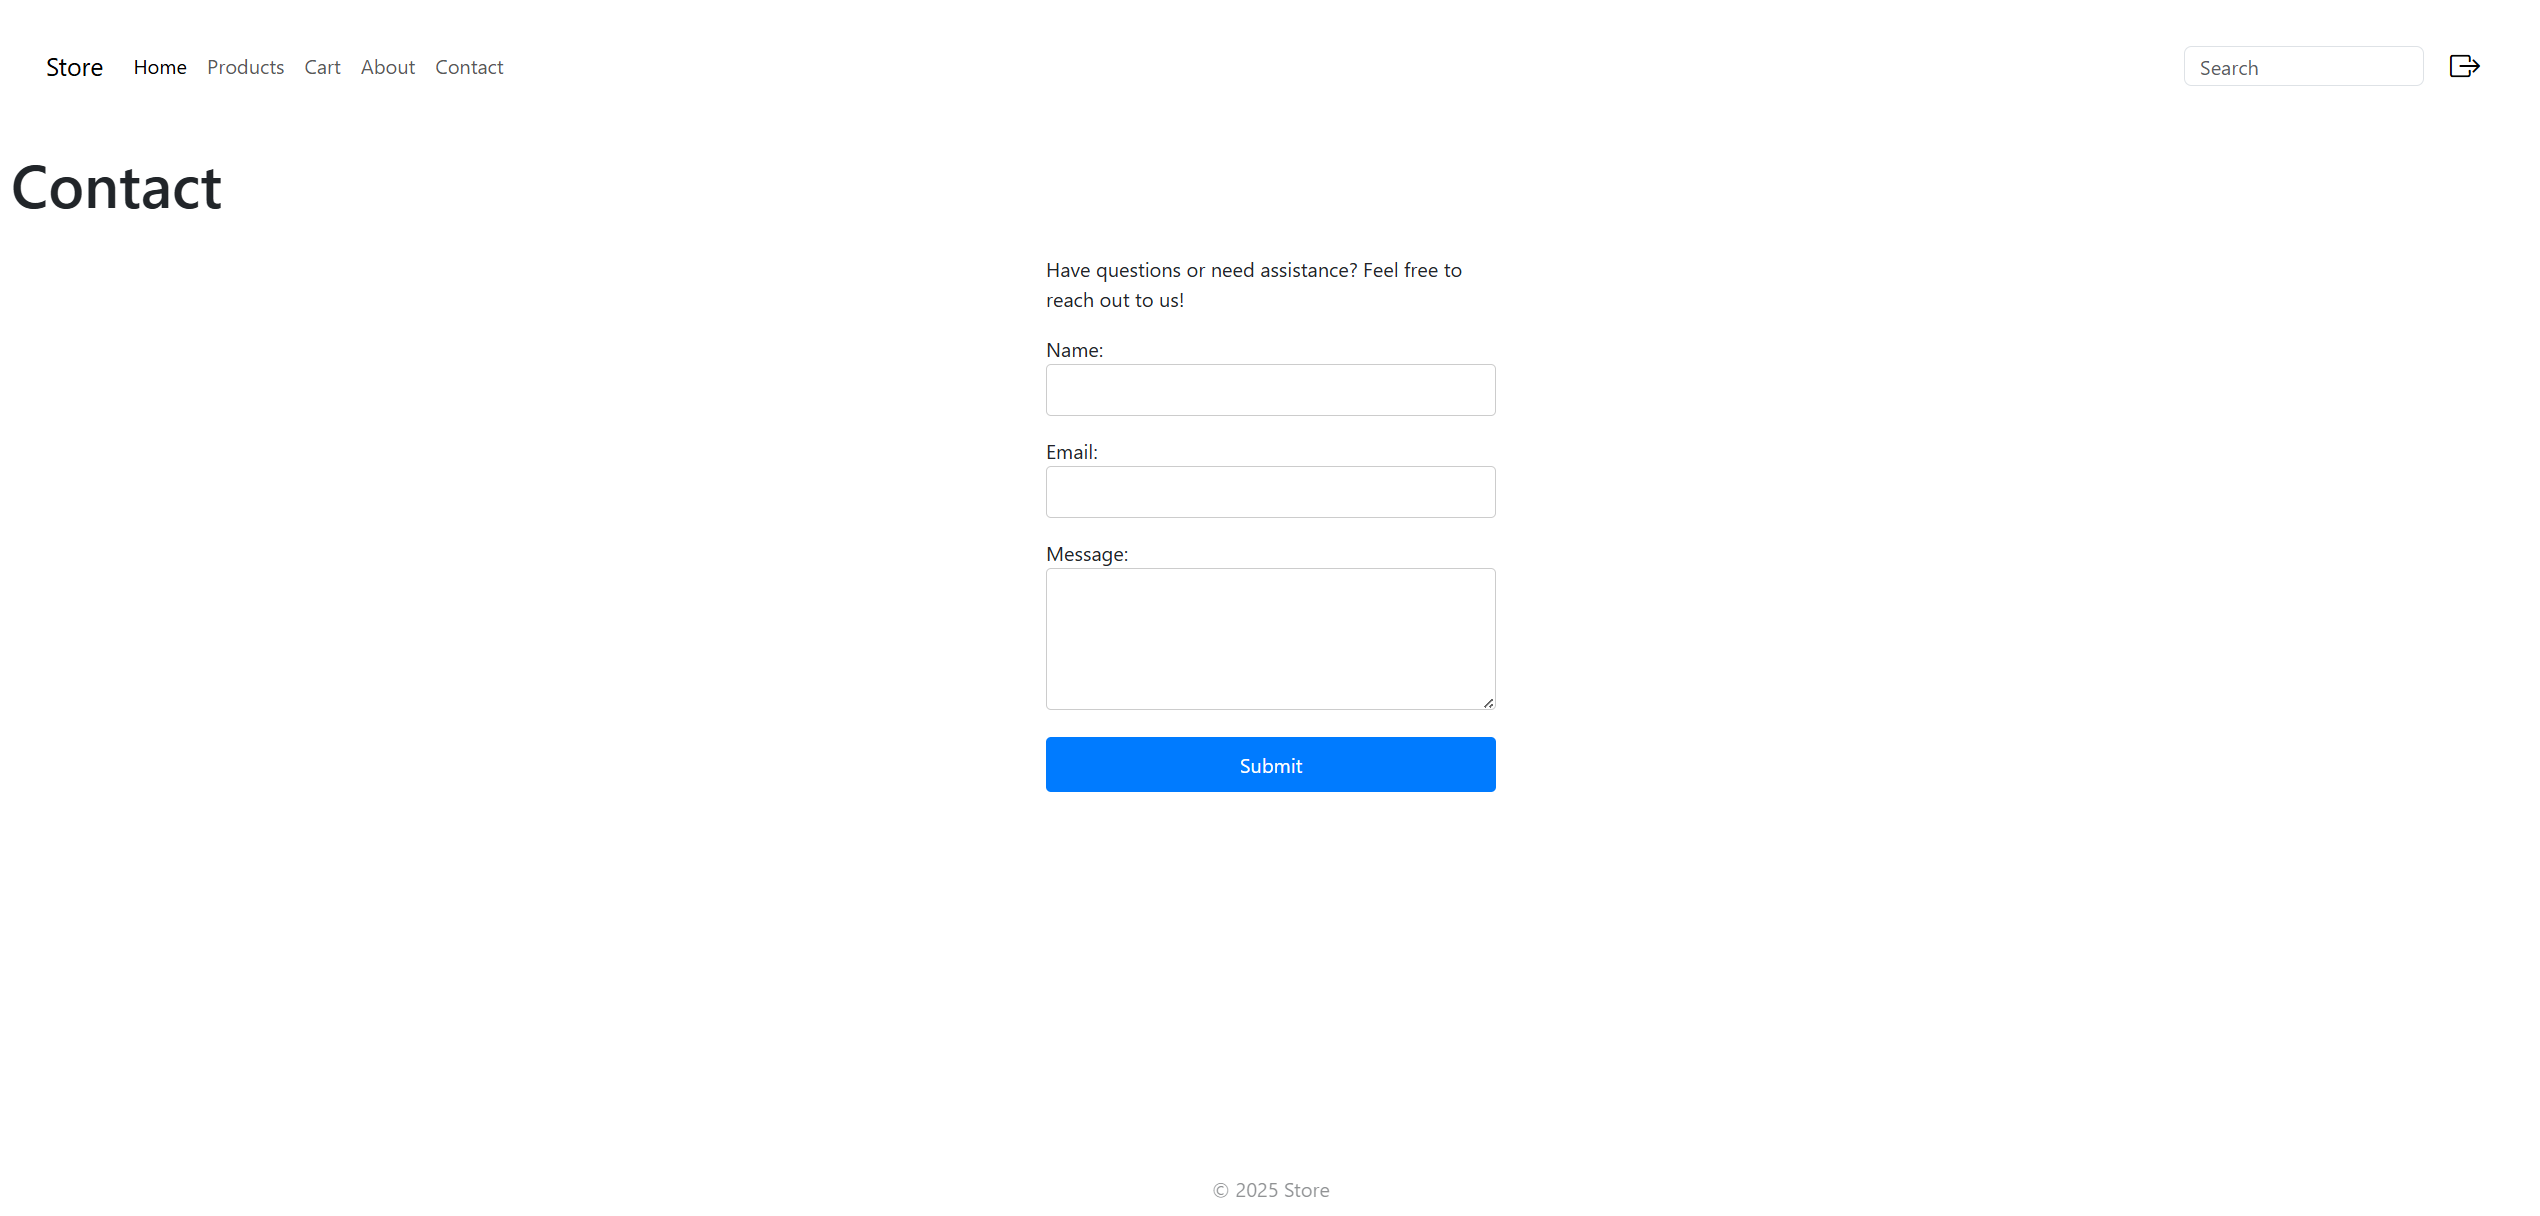 Store Home Products Cart About Contact Search
Contact
Have questions or need assistance? Feel free to
reach out to us!
Name:
Email:
Message:
Submit
© 2025 Store